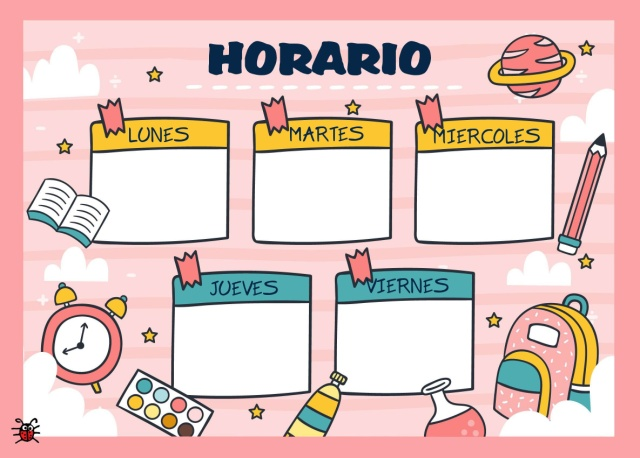 HORARIO
LUNES
MARTES
MIERCOLES
JUEVES
VIERNES